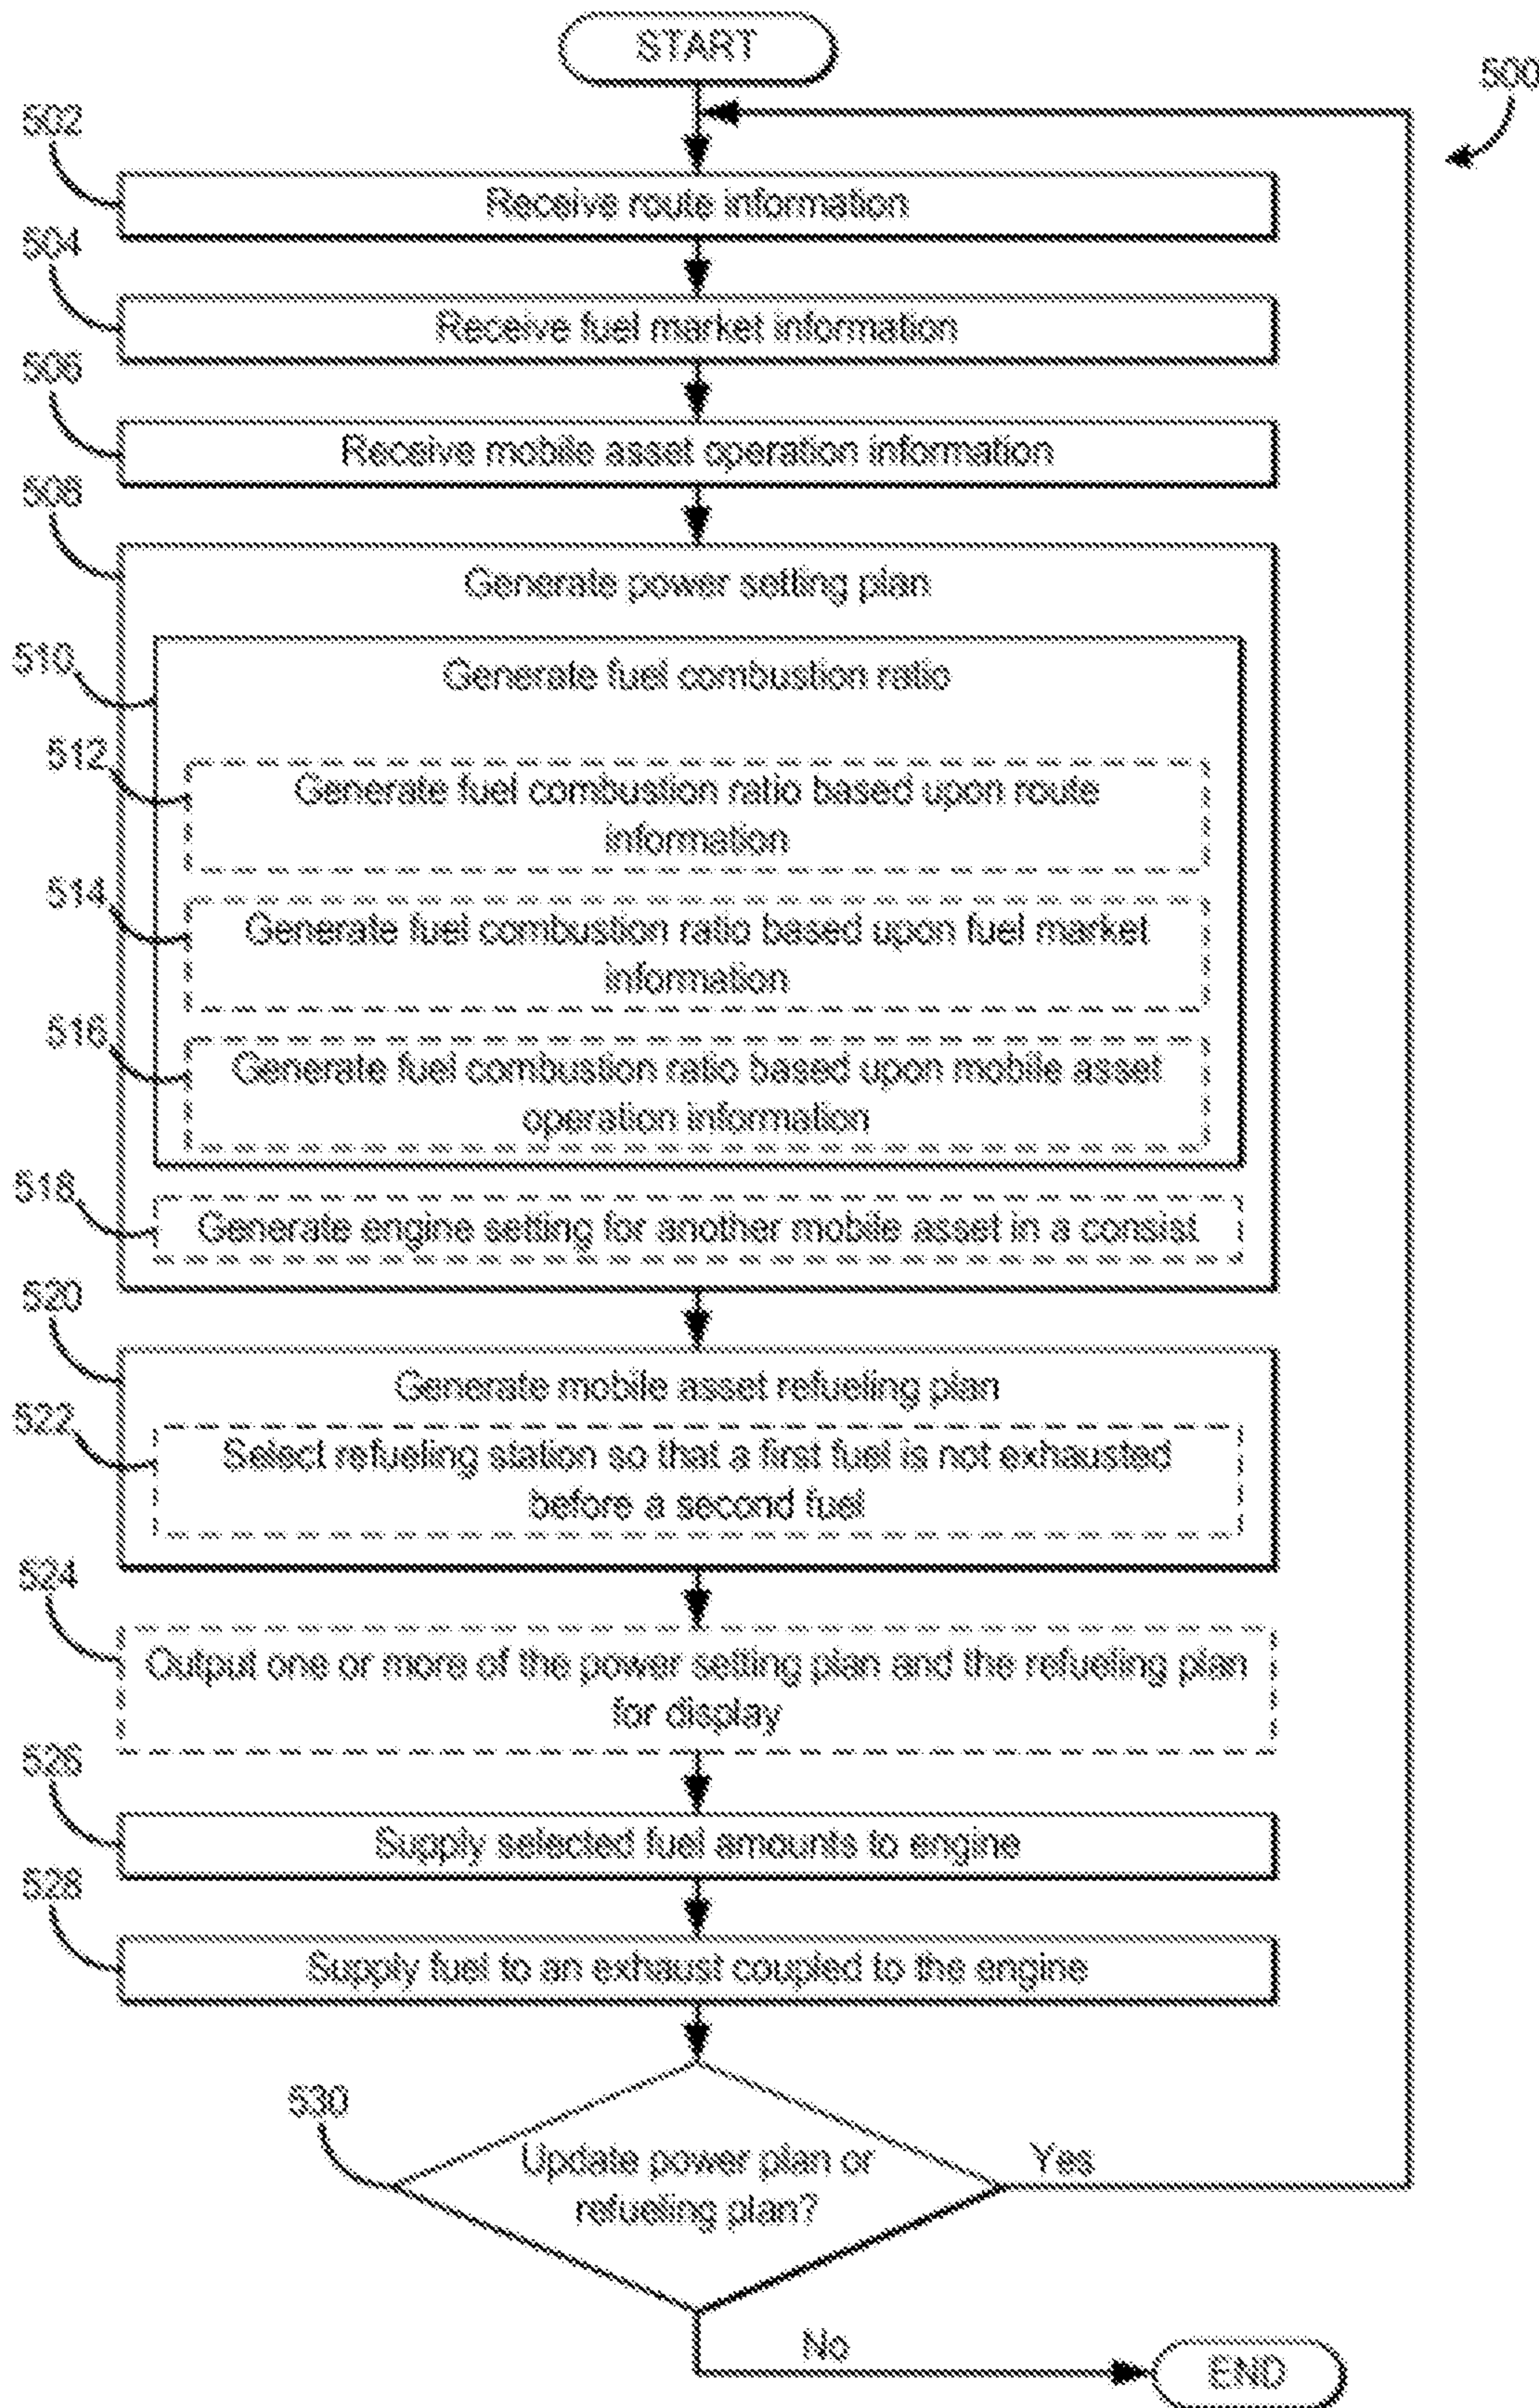 START
500
502
Receive route information
504
Receive fuel market information
506
Receive mobile asset operation information
508
Generate power setting plan
510
Generate fuel combustion ratio
512
Generate fuel combustion ratio based upon route
information
514
Generate fuel combustion ratio based upon fuel market
information
516
Generate fuel combustion ratio based upon mobile asset
operation information
518
Generate engine setting for another mobile asset in a consist
520
Generate mobile asset refueling plan
522
Select refueling station so that a first fuel is not exhausted
before a second fuel
524
Output one or more of the power setting plan and the refueling plan
for display
526
Supply selected fuel amounts to engine
528
Supply fuel to an exhaust coupled to the engine
530
Update power plan or
refueling plan?
Yes
No
END